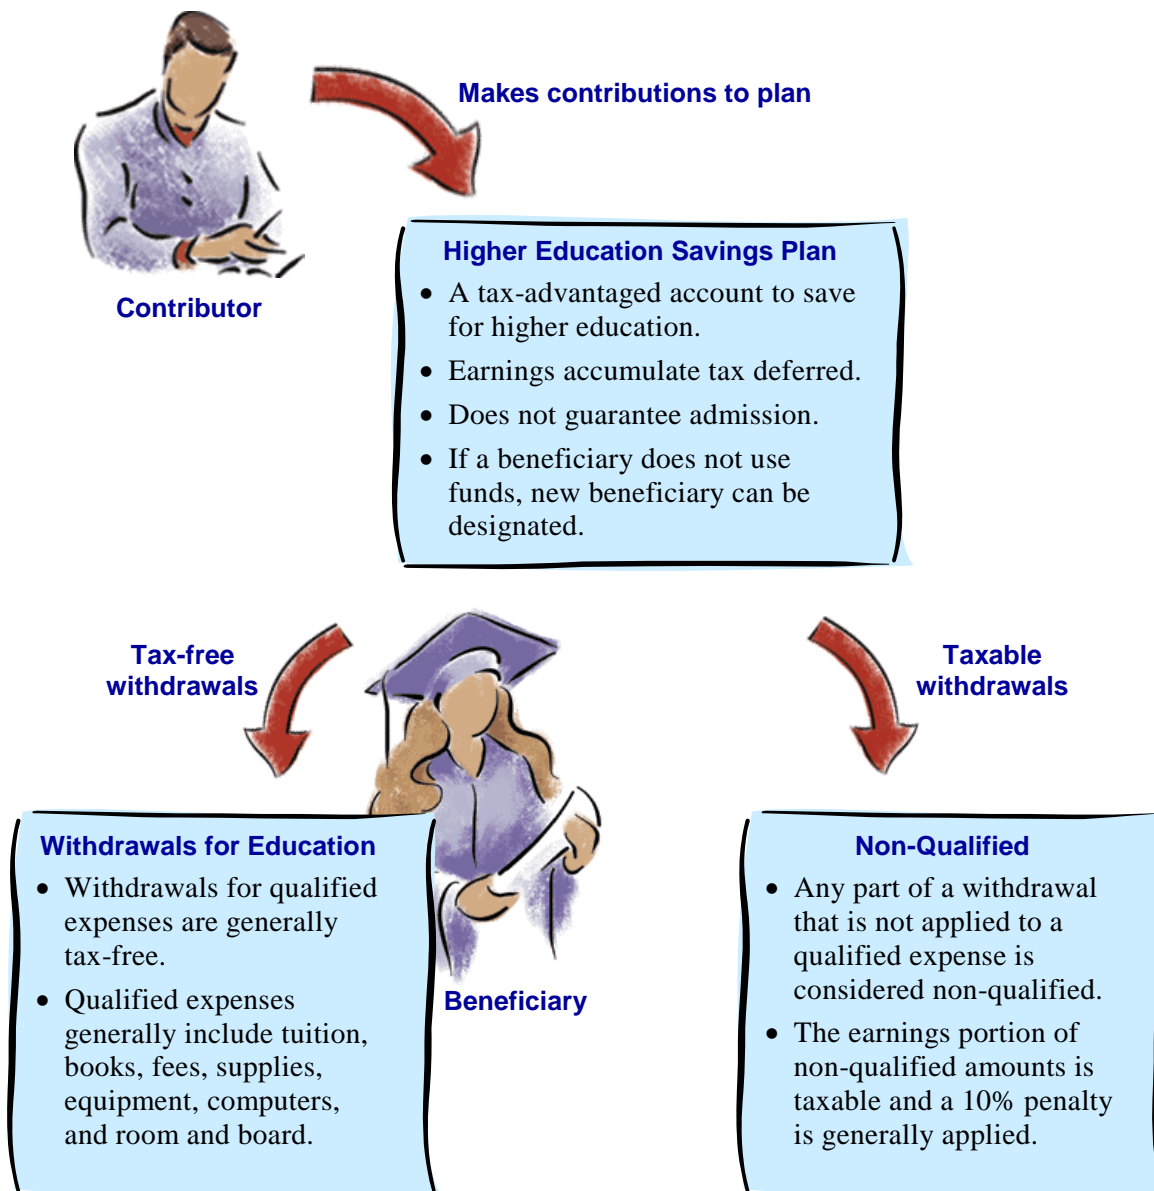 Makes contributions to plan
Contributor
Higher Education Savings Plan
• A tax-advantaged account to save
for higher education.
• Earnings accumulate tax deferred.
• Does not guarantee admission.
• If a beneficiary does not use
funds, new beneficiary can be
designated.
Tax-free
withdrawals
Taxable
withdrawals
Withdrawals for Education
• Withdrawals for qualified
expenses are generally
tax-free.
• Qualified expenses
generally include tuition,
books, fees, supplies,
equipment, computers,
and room and board.
Beneficiary
Non-Qualified
• Any part of a withdrawal
that is not applied to a
qualified expense is
considered non-qualified.
• The earnings portion of
non-qualified amounts is
taxable and a 10% penalty
is generally applied.